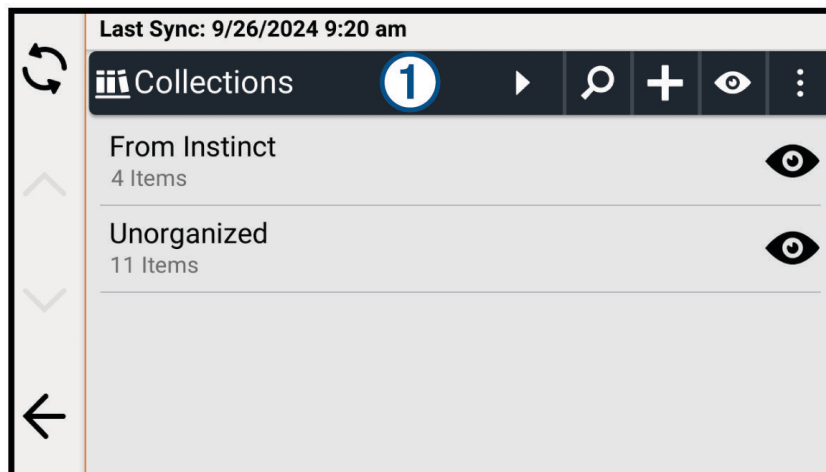 Last Sync: 9/26/2024 9:20 am
Collections 1
From Instinct
4 Items
Unorganized
11 Items